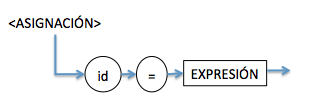 <ASIGNACIÓN>
id = EXPRESIÓN